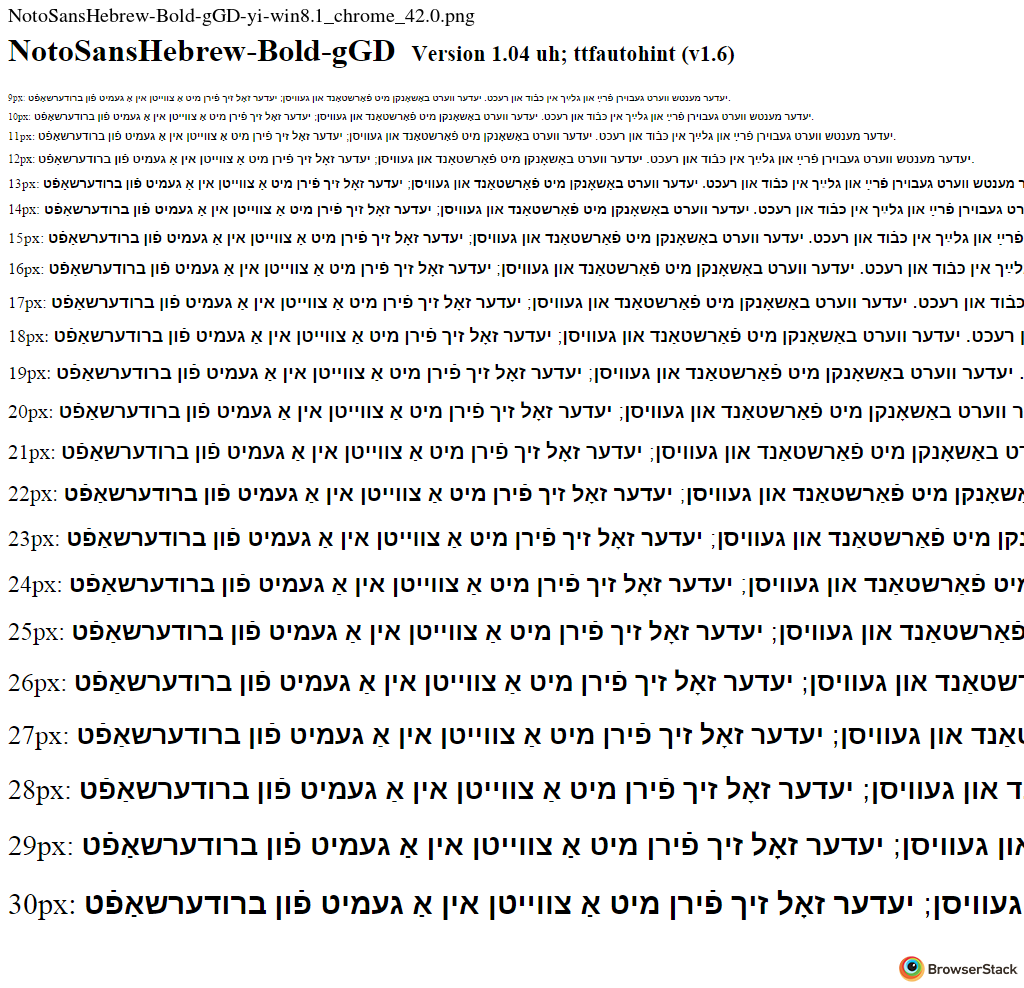 NotoSansHebrew-Bold-gGD-yi-win8.1_chrome_42.0.png
NotoSansHebrew-Bold-gGD Version 1.04 uh; ttfautohint (v1.6)
9px: יעדער מענטש ווערט געבוירן פֿרײַ און גלײַך אין כּבֿוד און רעכט. יעדער ווערט באַשאָנקן מיט פֿאַרשטאַנד און געוויסן; יעדער זאָל זיך פֿירן מיט אַ צווייטן אין אַ געמיט פֿון ברודערשאַפֿט.
10px: יעדער מענטש ווערט געבוירן פֿרײַ און גלײַך אין כּבֿוד און רעכט. יעדער ווערט באַשאָנקן מיט פֿאַרשטאַנד און געוויסן; יעדער זאָל זיך פֿירן מיט אַ צווייטן אין אַ געמיט פֿון ברודערשאַפֿט.
11px: יעדער מענטש ווערט געבוירן פֿרײַ און גלײַך אין כּבֿוד און רעכט. יעדער ווערט באַשאָנקן מיט פֿאַרשטאַנד און געוויסן; יעדער זאָל זיך פֿירן מיט אַ צווייטן אין אַ געמיט פֿון ברודערשאַפֿט.
12px: יעדער מענטש ווערט געבוירן פֿרײַ און גלײַך אין כּבֿוד און רעכט. יעדער ווערט באַשאָנקן מיט פֿאַרשטאַנד און געוויסן; יעדער זאָל זיך פֿירן מיט אַ צווייטן אין אַ געמיט פֿון ברודערשאַפֿט.
13px: מענטש ווערט געבוירן פֿרײַ און גלײַך אין כּבֿוד און רעכט. יעדער ווערט באַשאָנקן מיט פֿאַרשטאַנד און געוויסן; יעדער זאָל זיך פֿירן מיט אַ צווייטן אין אַ געמיט פֿון ברודערשאַפֿט
14px: געבוירן פֿרײַ און גלײַך אין כּבֿוד און רעכט. יעדער ווערט באַשאָנקן מיט פֿאַרשטאַנד און געוויסן; יעדער זאָל זיך פֿירן מיט אַ צווייטן אין אַ געמיט פֿון ברודערשאַפֿט
15px: פֿרײַ און גלײַך אין כּבֿוד און רעכט. יעדער ווערט באַשאָנקן מיט פֿאַרשטאַנד און געוויסן; יעדער זאָל זיך פֿירן מיט אַ צווייטן אין אַ געמיט פֿון ברודערשאַפֿט
16px: אין כּבֿוד און רעכט. יעדער ווערט באַשאָנקן מיט פֿאַרשטאַנד און געוויסן; יעדער זאָל זיך פֿירן מיט אַ צווייטן אין אַ געמיט פֿון ברודערשאַפֿט
17px: כּבֿוד און רעכט. יעדער ווערט באַשאָנקן מיט פֿאַרשטאַנד און געוויסן; יעדער זאָל זיך פֿירן מיט אַ צווייטן אין אַ געמיט פֿון ברודערשאַפֿט
18px: רעכט. יעדער ווערט באַשאָנקן מיט פֿאַרשטאַנד און געוויסן; יעדער זאָל זיך פֿירן מיט אַ צווייטן אין אַ געמיט פֿון ברודערשאַפֿט
19px: . יעדער ווערט באַשאָנקן מיט פֿאַרשטאַנד און געוויסן; יעדער זאָל זיך פֿירן מיט אַ צווייטן אין אַ געמיט פֿון ברודערשאַפֿט
20px: ר ווערט באַשאָנקן מיט פֿאַרשטאַנד און געוויסן; יעדער זאָל זיך פֿירן מיט אַ צווייטן אין אַ געמיט פֿון ברודערשאַפֿט
21px: באַשאָנקן מיט פֿאַרשטאַנד און געוויסן; יעדער זאָל זיך פֿירן מיט אַ צווייטן אין אַ געמיט פֿון ברודערשאַפֿט
22px: אַשאָנקן מיט פֿאַרשטאַנד און געוויסן; יעדער זאָל זיך פֿירן מיט אַ צווייטן אין אַ געמיט פֿון ברודערשאַפֿט
23px: נקן מיט פֿאַרשטאַנד און געוויסן; יעדער זאָל זיך פֿירן מיט אַ צווייטן אין אַ געמיט פֿון ברודערשאַפֿט
24px: מיט פֿאַרשטאַנד און געוויסן; יעדער זאָל זיך פֿירן מיט אַ צווייטן אין אַ געמיט פֿון ברודערשאַפֿט
25px: פֿאַרשטאַנד און געוויסן; יעדער זאָל זיך פֿירן מיט אַ צווייטן אין אַ געמיט פֿון ברודערשאַפֿט
26px: רשטאַנד און געוויסן; יעדער זאָל זיך פֿירן מיט אַ צווייטן אין אַ געמיט פֿון ברודערשאַפֿט
27px: טאַנד און געוויסן; יעדער זאָל זיך פֿירן מיט אַ צווייטן אין אַ געמיט פֿון ברודערשאַפֿט
28px: ד און געוויסן; יעדער זאָל זיך פֿירן מיט אַ צווייטן אין אַ געמיט פֿון ברודערשאַפֿט
29px: און געוויסן; יעדער זאָל זיך פֿירן מיט אַ צווייטן אין אַ געמיט פֿון ברודערשאַפֿט
30px: געוויסן; יעדער זאָל זיך פֿירן מיט אַ צווייטן אין אַ געמיט פֿון ברודערשאַפֿט
BrowserStack